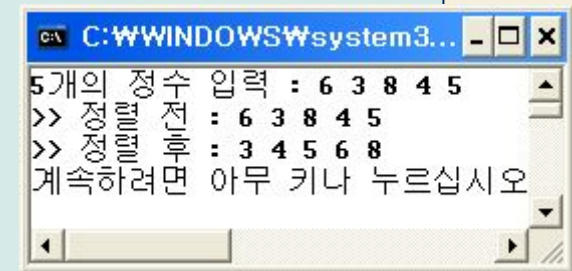 C:₩WINDOWS₩system3...
5개의 정수 입력 : 6 3 8 4 5
>> 정렬 전 : 6 3 8 4 5
>> 정렬 후 : 3 4 5 6 8
계속하려면 아무 키나 누르십시오